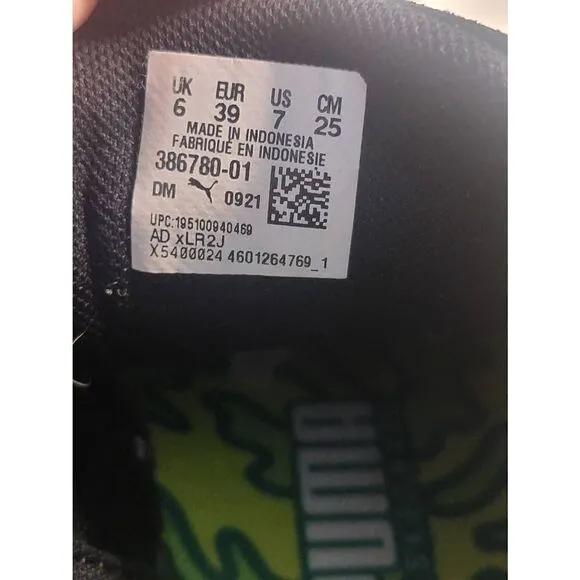 UK EUR US CM
6 39 7 25
MADE IN INDONESIA
FABRIQUÉ EN INDONESIE
386780-01
DM 0921
UPC:195100940469
AD xLR2J
X5400024 4601264769_1
PUMA